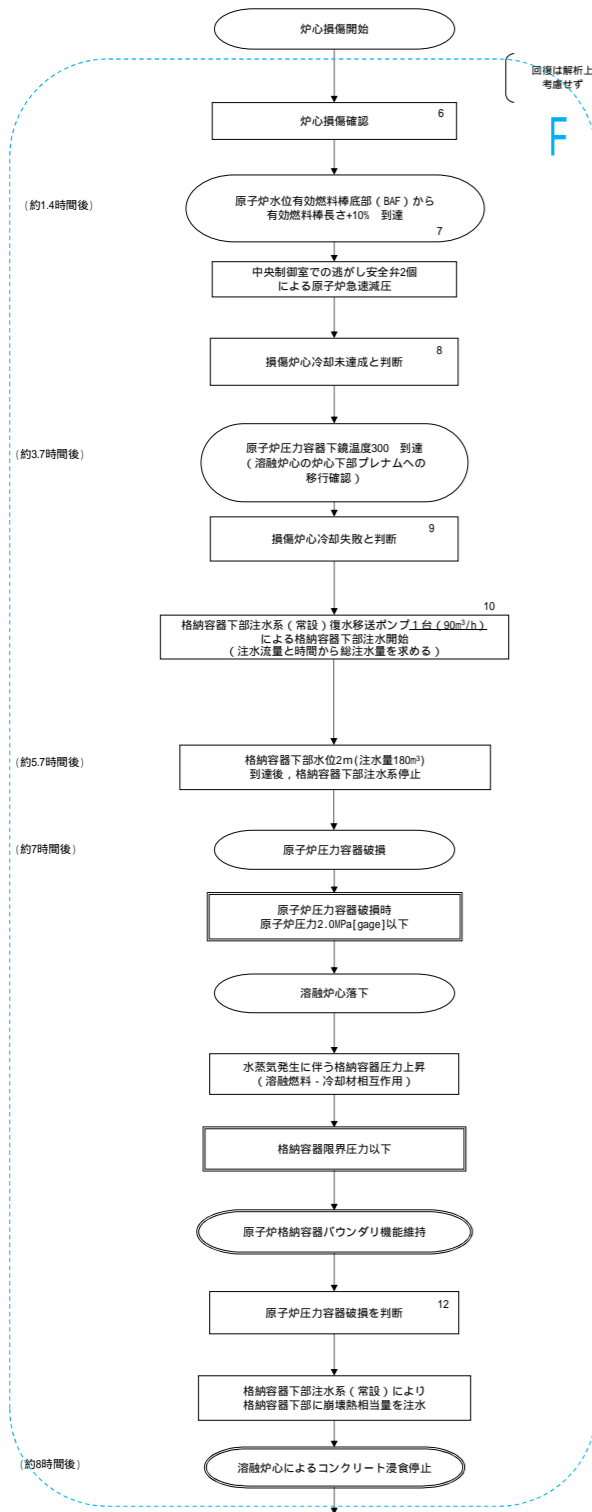 炉心損傷開始
回復は解析上
考慮せず
F
炉心損傷確認
6
(約1.4時間後)
原子炉水位有効燃料棒底部（BAF）から
有効燃料棒長さ+10%　到達
7
中央制御室での逃がし安全弁2個
による原子炉急速減圧
8
損傷炉心冷却未達成と判断
(約3.7時間後)
原子炉圧力容器下鏡温度300　到達
（溶融炉心の炉心下部プレナムへの
移行確認）
9
損傷炉心冷却失敗と判断
10
格納容器下部注水系（常設）復水移送ポンプ１台（90m³/h）
による格納容器下部注水開始
（注水流量と時間から総注水量を求める）
(約5.7時間後)
格納容器下部水位2m(注水量180m³)
到達後，格納容器下部注水系停止
(約7時間後)
原子炉圧力容器破損
原子炉圧力容器破損時
原子炉圧力2.0MPa[gage]以下
溶融炉心落下
水蒸気発生に伴う格納容器圧力上昇
（溶融燃料－冷却材相互作用）
格納容器限界圧力以下
原子炉格納容器バウンダリ機能維持
12
原子炉圧力容器破損を判断
格納容器下部注水系（常設）により
格納容器下部に崩壊熱相当量を注水
(約8時間後)
溶融炉心によるコンクリート浸食停止